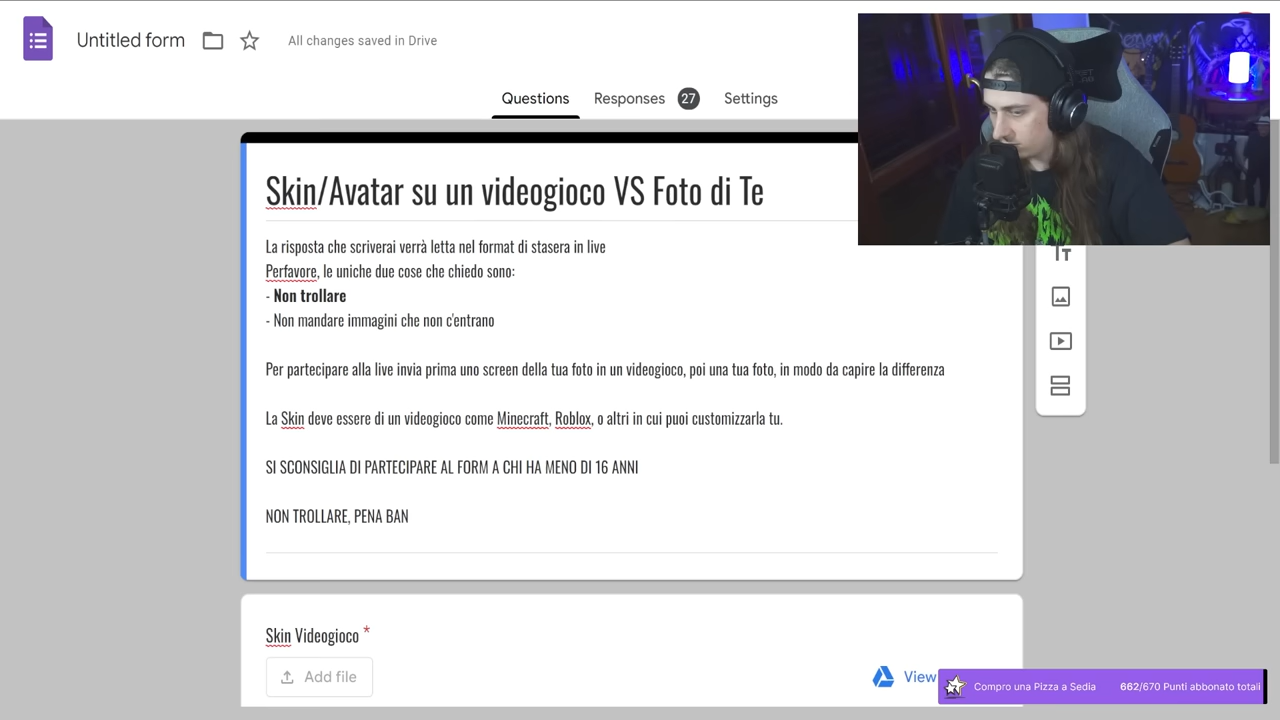 Untitled form
All changes saved in Drive
Questions
Responses 27
Settings
Skin/Avatar su un videogioco VS Foto di Te
La risposta che scriverai verrà letta nel format di stasera in live
Perfavore, le uniche due cose che chiedo sono:
- Non trollare
- Non mandare immagini che non c'entrano
Per partecipare alla live invia prima uno screen della tua foto in un videogioco, poi una tua foto, in modo da capire la differenza
La Skin deve essere di un videogioco come Minecraft, Roblox, o altri in cui puoi customizzarla tu.
SI SCONSIGLIA DI PARTECIPARE AL FORM A CHI HA MENO DI 16 ANNI
NON TROLLARE, PENA BAN
Skin Videogioco *
Add file
View
Compro una Pizza a Sedia
662/670 Punti abbonato totali